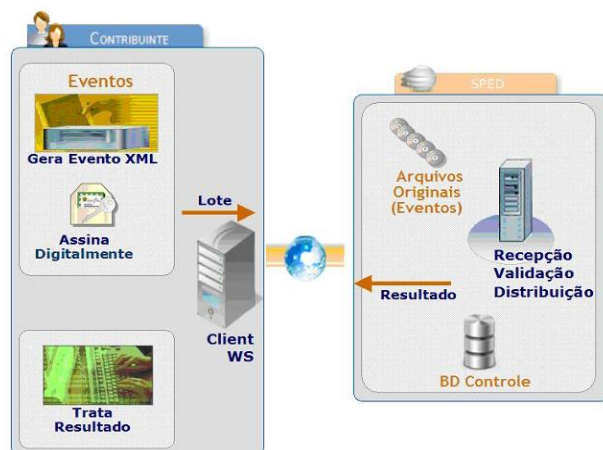 CONTRIBUINTE
Eventos
Gera Evento XML
Assina
Digitalmente
Lote
Client
WS
Trata
Resultado
SPED
Arquivos
Originais
(Eventos)
Recepção
Validação
Distribuição
Resultado
BD Controle